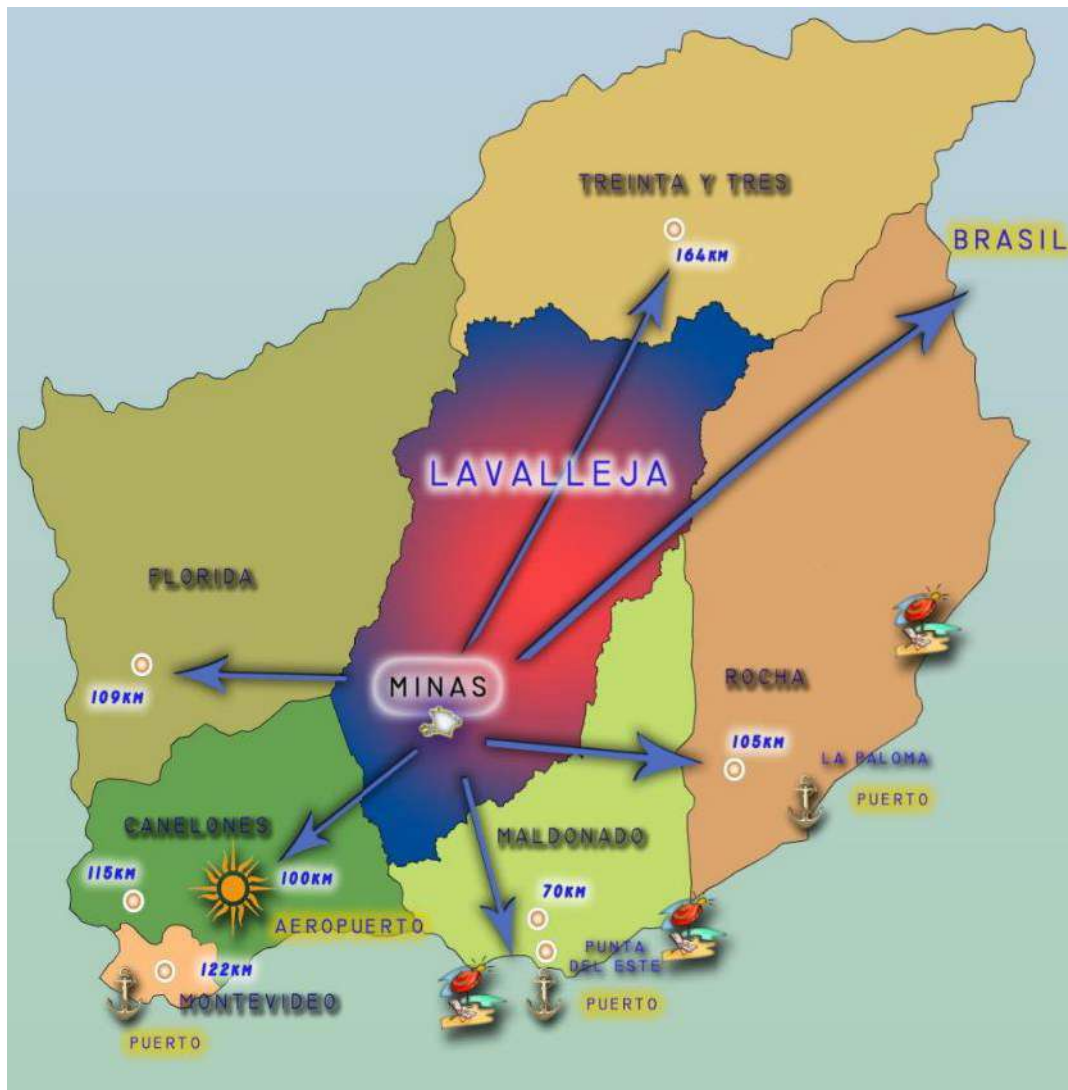 TREINTA Y TRES
164KM
BRASIL
LAVALLEJA
FLORIDA
109KM
MINAS
ROCHA
105KM
LA PALOMA
PUERTO
CANELONES
115KM
100KM
AEROPUERTO
MALDONADO
70KM
PUNTA
DEL ESTE
PUERTO
122KM
MONTEVIDEO
PUERTO